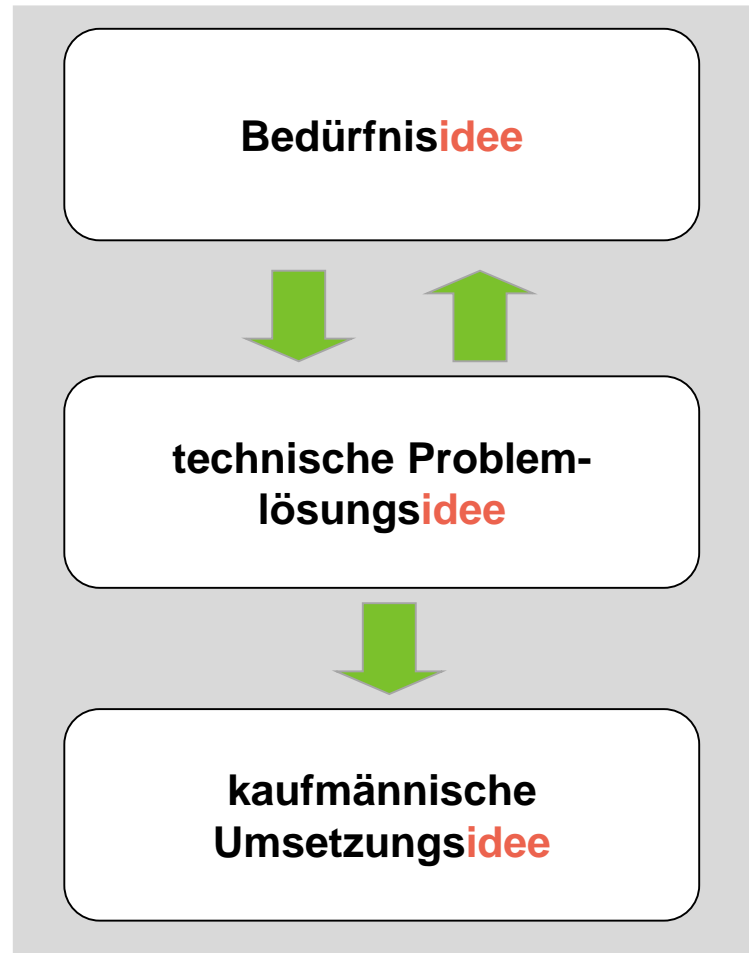 Bedürfnisidee
technische Problem-
lösungsidee
kaufmännische
Umsetzungsidee